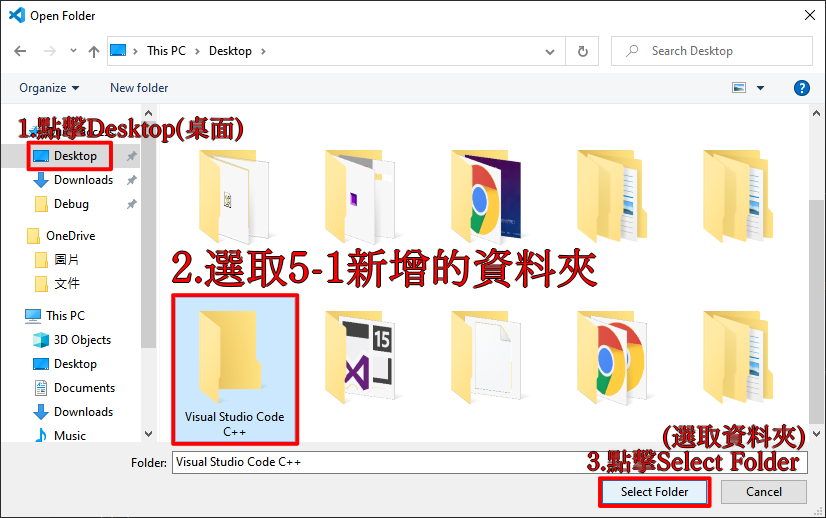 Open Folder
This PC > Desktop >
Search Desktop
Organize
New folder
1.點擊Desktop(桌面)
Desktop
Downloads
Debug
OneDrive
圖片
文件
This PC
3D Objects
Desktop
Documents
Downloads
Music
2.選取5-1新增的資料夾
15
Visual Studio Code
C++
(選取資料夾)
3.點擊Select Folder
Folder:
Visual Studio Code C++
Select Folder
Cancel